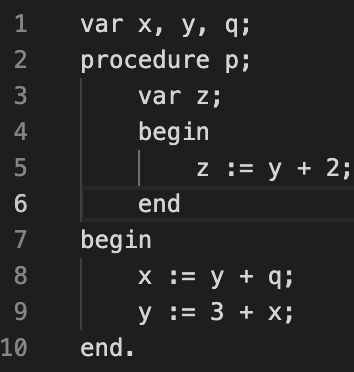 1 var x, y, q;
2 procedure p;
3 var z;
4 begin
5 z := y + 2;
6 end
7 begin
8 x := y + q;
9 y := 3 + x;
10 end.